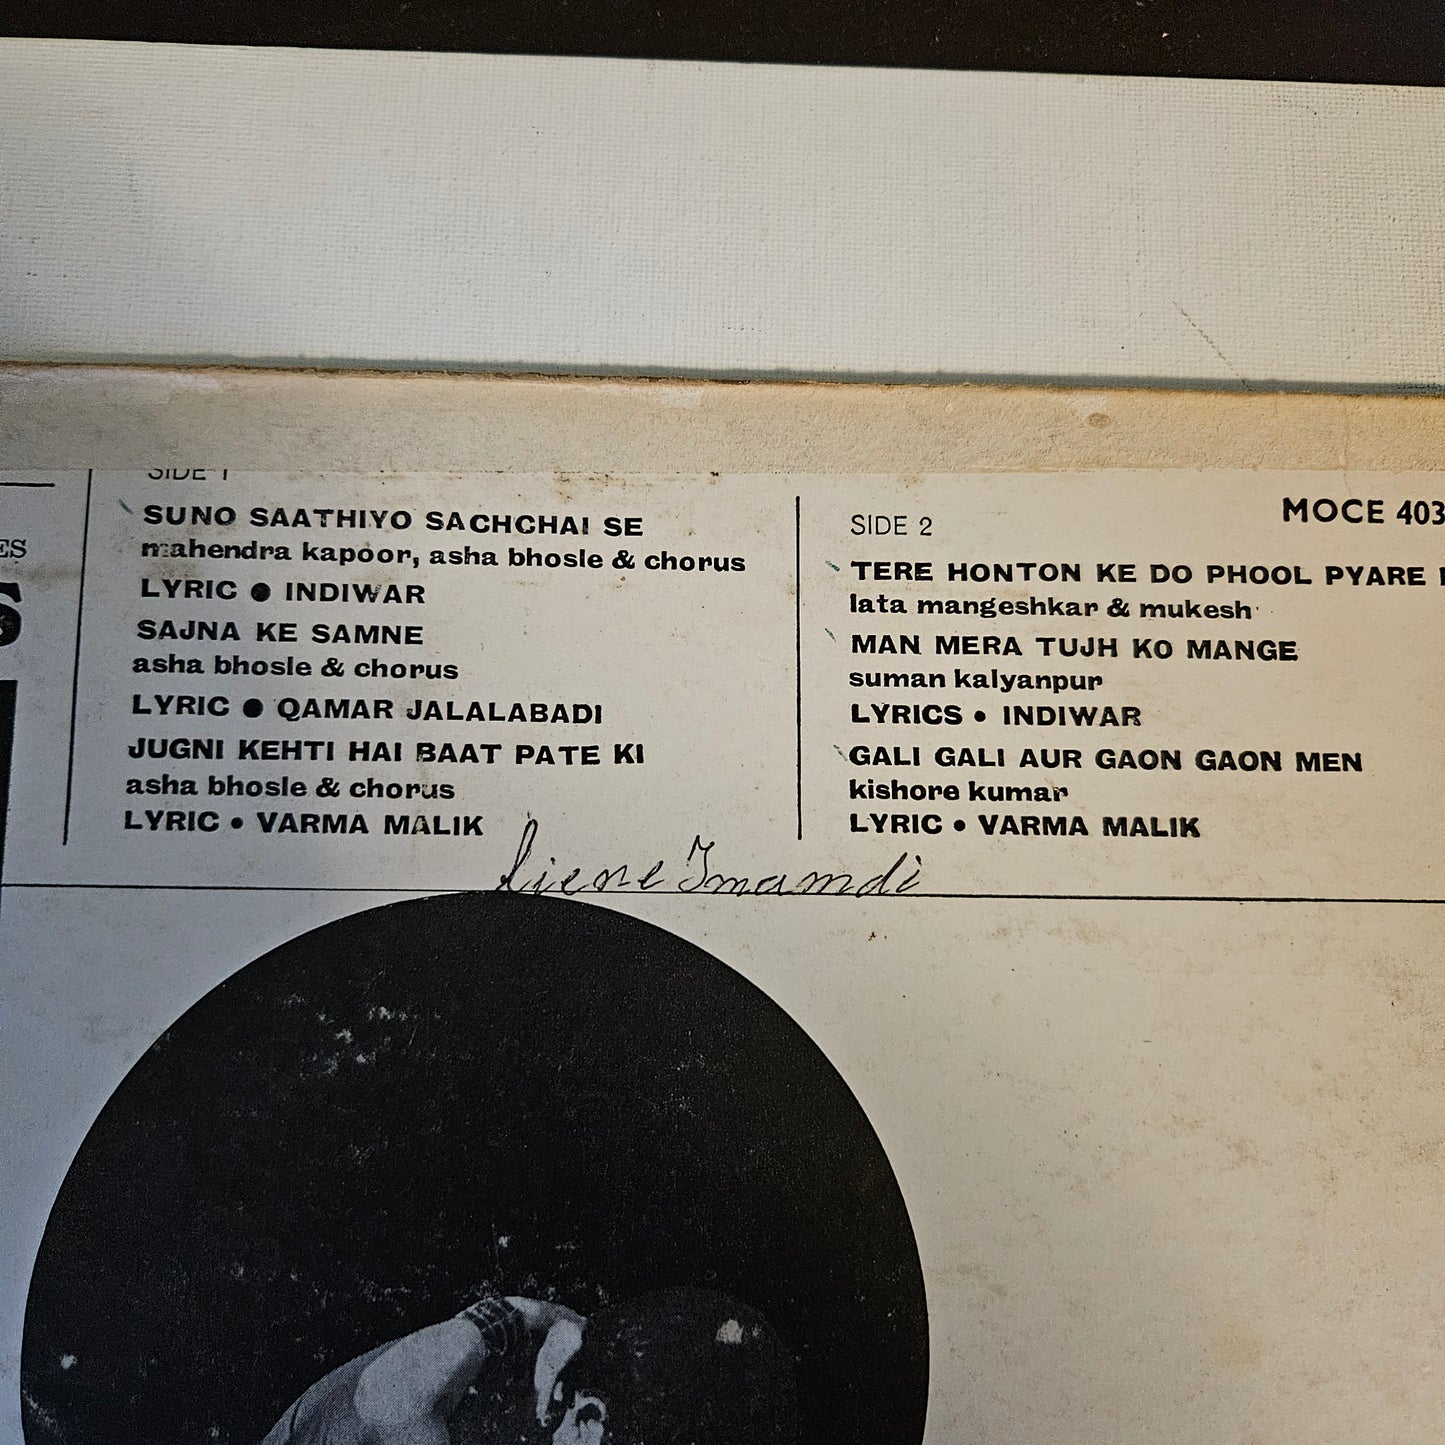 ES
S
SIDE 1
SUNO SAATHIYO SACHCHAI SE
mahendra kapoor, asha bhosle & chorus
LYRIC ● INDIWAR
SAJNA KE SAMNE
asha bhosle & chorus
LYRIC ● QAMAR JALALABADI
JUGNI KEHTI HAI BAAT PATE KI
asha bhosle & chorus
LYRIC • VARMA MALIK
MOCE 403
SIDE 2
TERE HONTON KE DO PHOOL PYARE
lata mangeshkar & mukesh
MAN MERA TUJH KO MANGE
suman kalyanpur
LYRICS • INDIWAR
GALI GALI AUR GAON GAON MEN
kishore kumar
LYRIC • VARMA MALIK
Imamdi